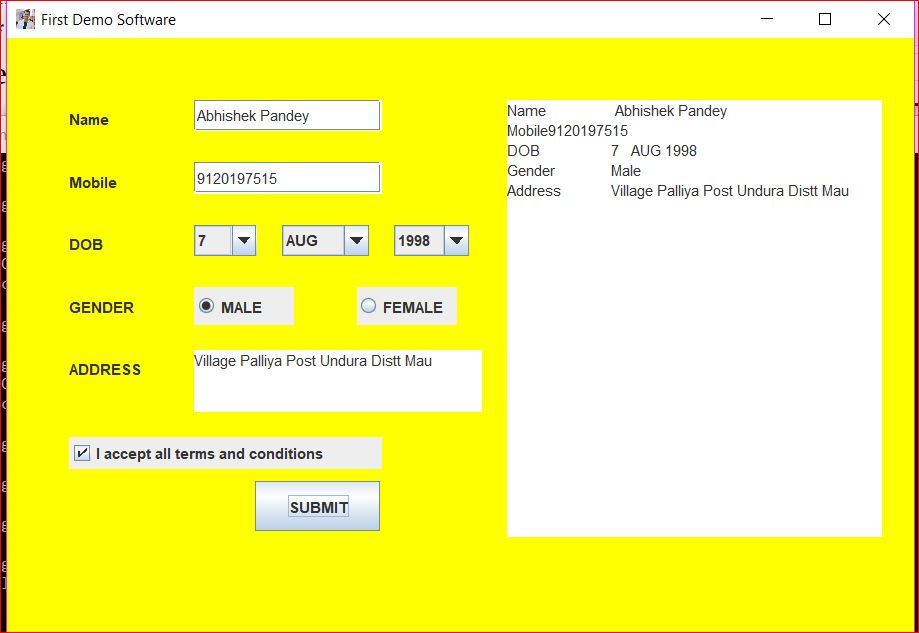 First Demo Software
Name Abhishek Pandey
Mobile 9120197515
DOB 7 AUG 1998
GENDER MALE FEMALE
ADDRESS Village Palliya Post Undura Distt Mau
I accept all terms and conditions
SUBMIT
Name Abhishek Pandey
Mobile9120197515
DOB 7 AUG 1998
Gender Male
Address Village Palliya Post Undura Distt Mau